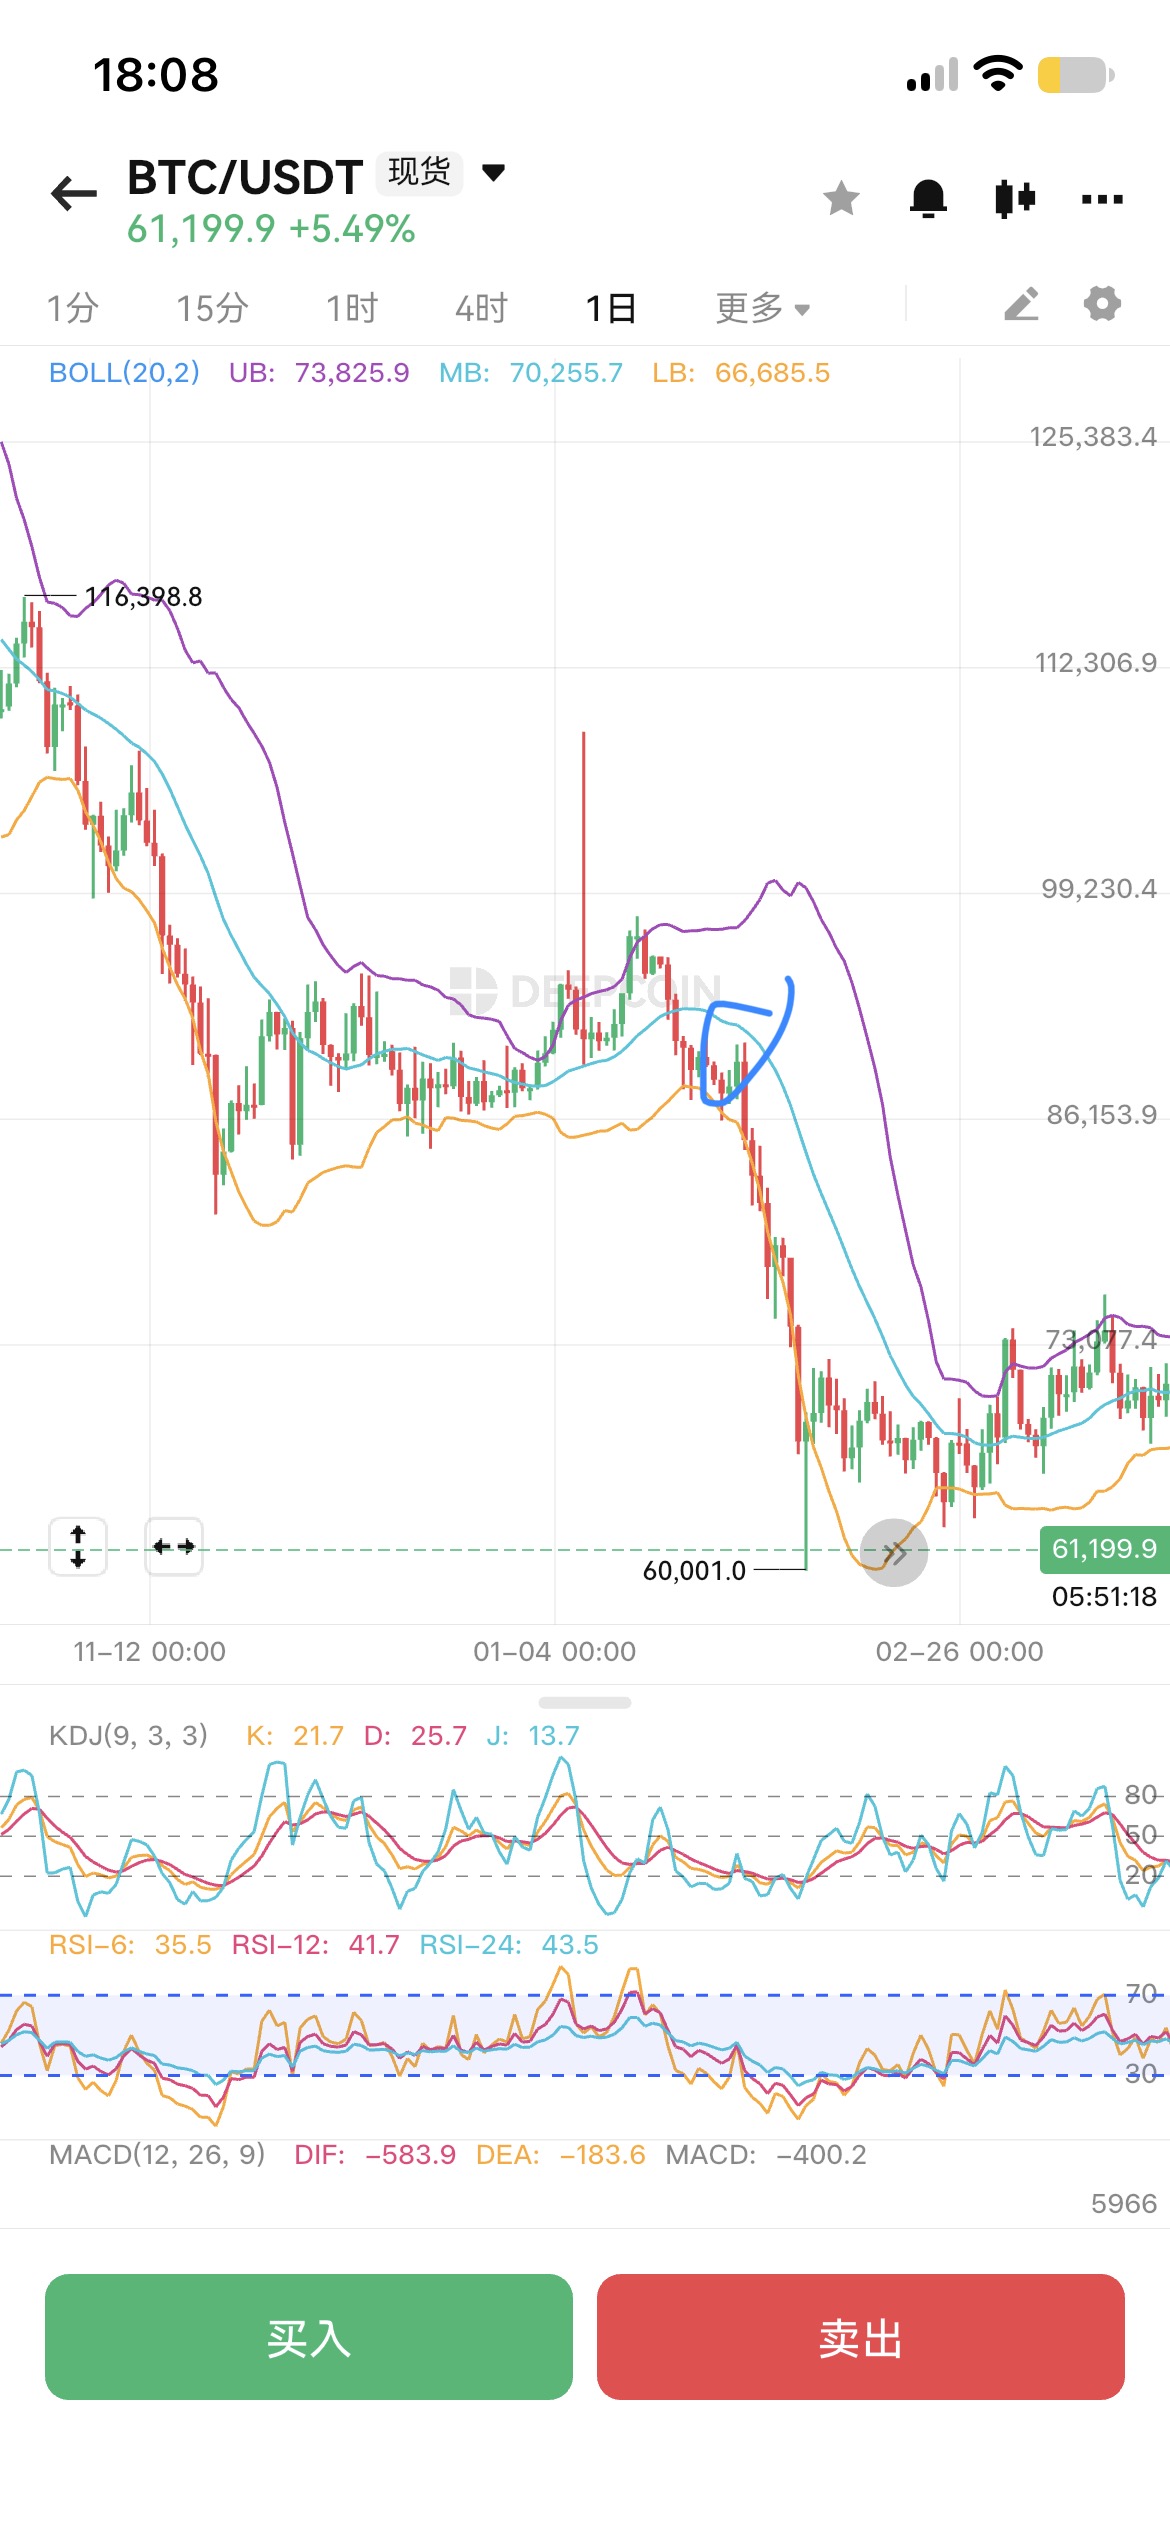 18:08
BTC/USDT 现货
61,199.9 +5.49%
1分 15分 1时 4时 1日 更多
BOLL(20,2) UB: 73,825.9 MB: 70,255.7 LB: 66,685.5
125,383.4
116,398.8
112,306.9
99,230.4
DEEPCOIN
86,153.9
73,077.4
61,199.9
60,001.0
05:51:18
11-12 00:00 01-04 00:00 02-26 00:00
KDJ(9, 3, 3) K: 21.7 D: 25.7 J: 13.7
80
50
20
RSI-6: 35.5 RSI-12: 41.7 RSI-24: 43.5
70
30
MACD(12, 26, 9) DIF: -583.9 DEA: -183.6 MACD: -400.2
5966
买入 卖出